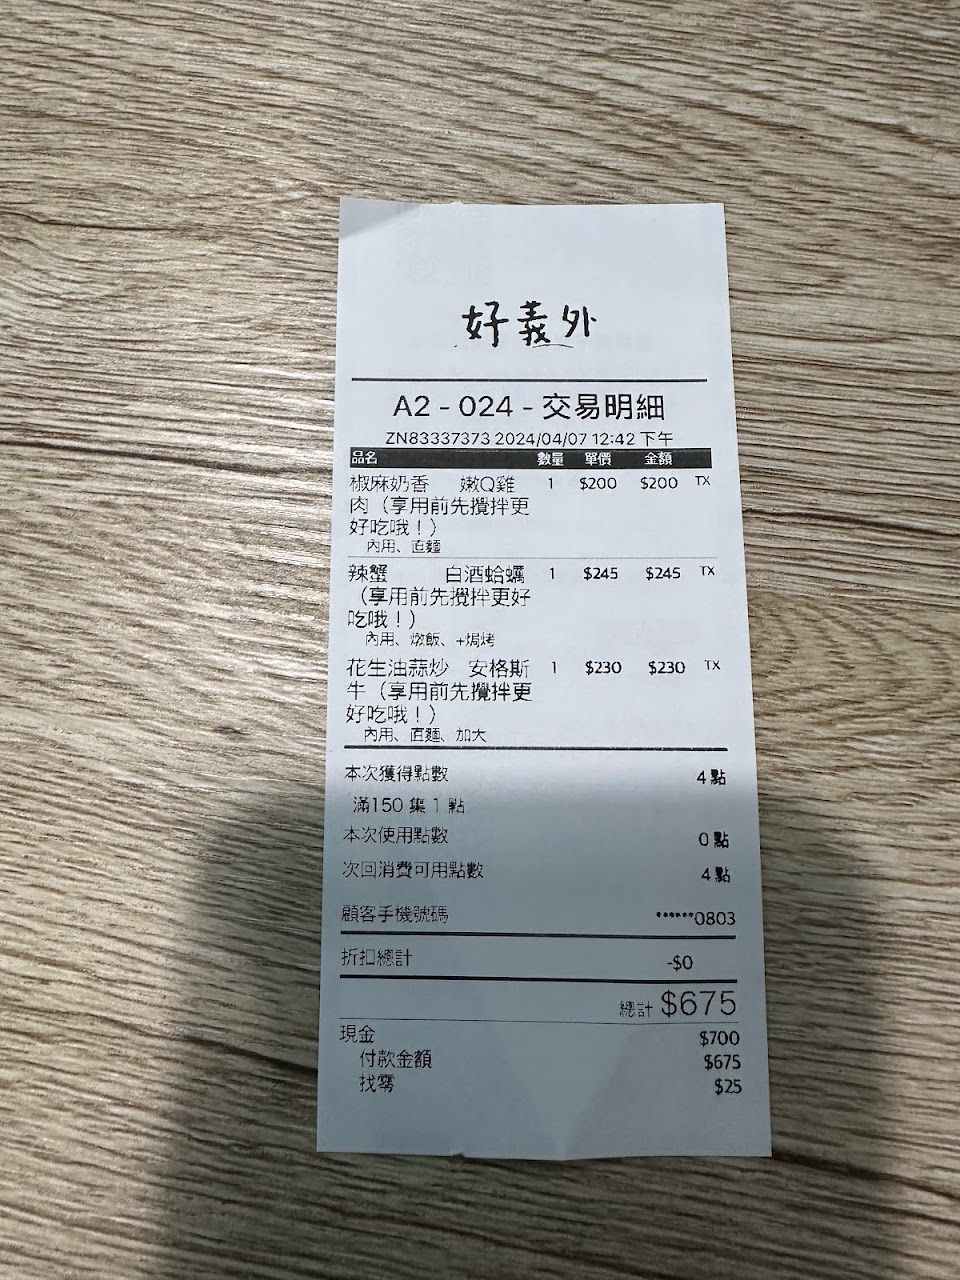 好義外
A2 - 024 - 交易明細
ZN83337373 2024/04/07 12:42 下午
品名 數量 單價 金額
椒麻奶香 嫩Q雞 1 $200 $200 TX
肉（享用前先攪拌更
好吃哦！）
內用、直麵
辣蟹 白酒蛤蠣 1 $245 $245 TX
（享用前先攪拌更好
吃哦！）
內用、燉飯、+焗烤
花生油蒜炒 安格斯 1 $230 $230 TX
牛（享用前先攪拌更
好吃哦！）
內用、直麵、加大
本次獲得點數 4 點
滿150 集 1 點
本次使用點數 0 點
次回消費可用點數 4 點
顧客手機號碼 ******0803
折扣總計 -$0
總計 $675
現金 $700
付款金額 $675
找零 $25